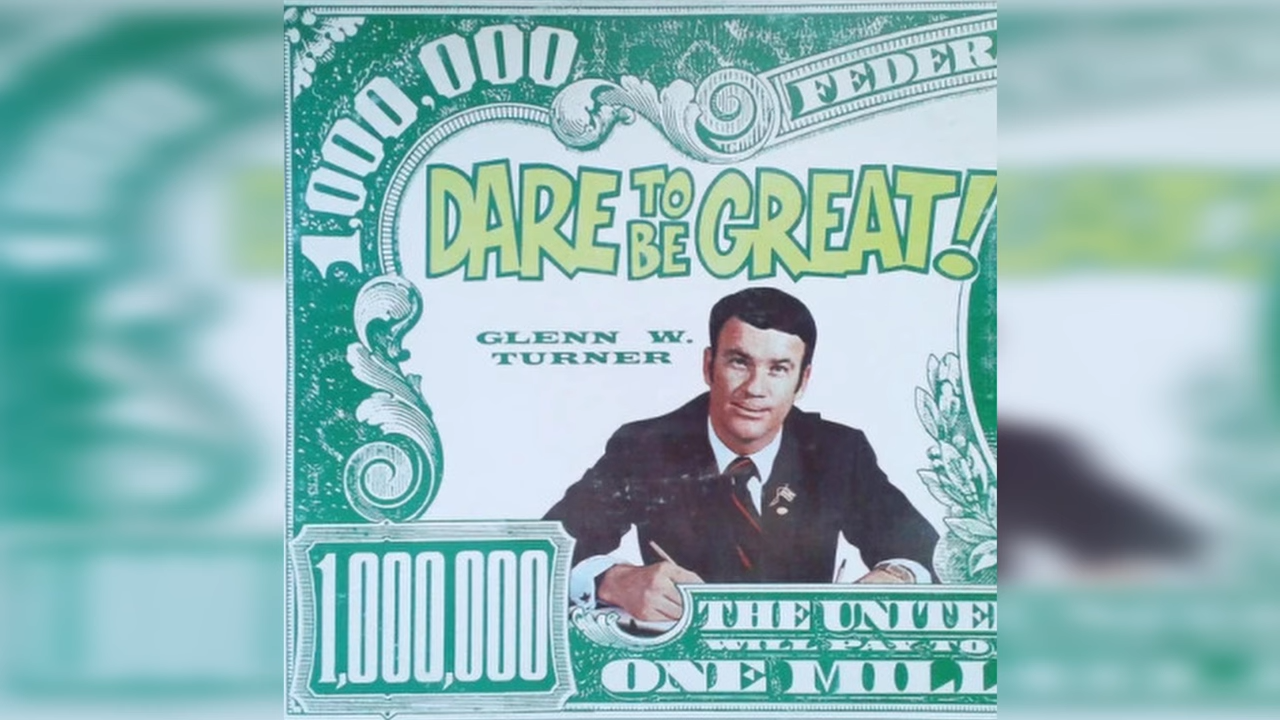 1,000,000
FEDER
DARE TO BE GREAT!
GLENN W.
TURNER
1,000,000
THE UNITE
WILL PAY TO
ONE MILL